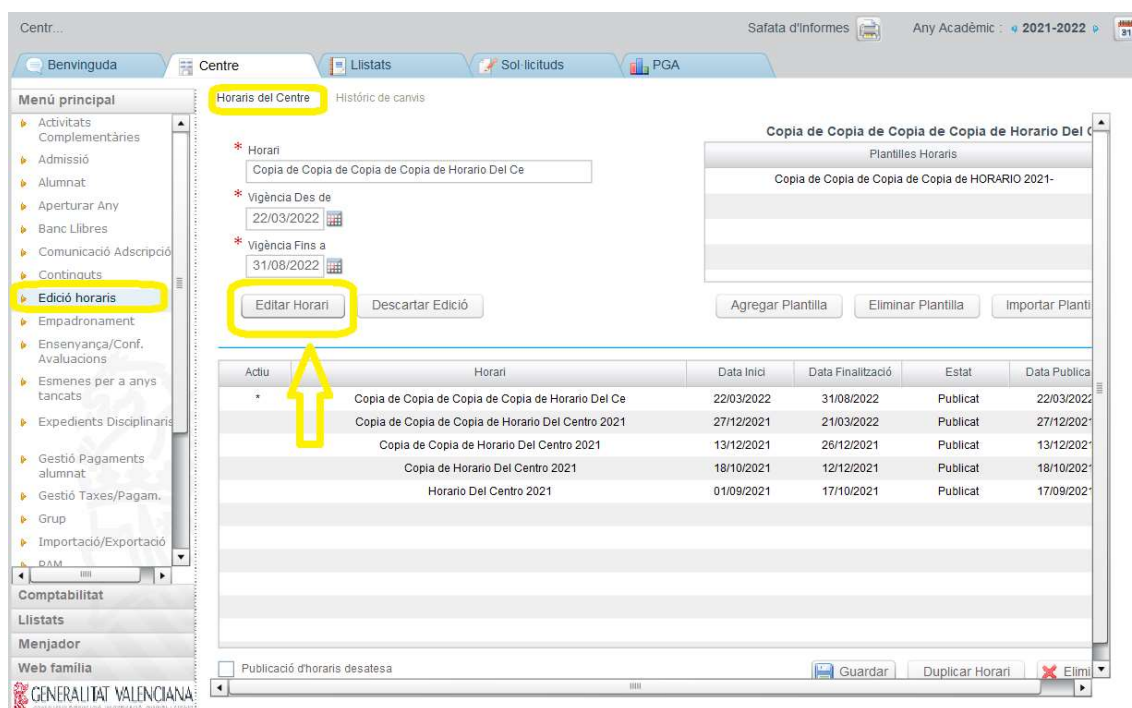 Centr...
Safata d'Informes
Any Acadèmic : 2021-2022
31
Benvinguda
Centre
Llistats
Sol·licituds
PGA
Menú principal
Activitats
Complementàries
Admissió
Alumnat
Aperturar Any
Banc Llibres
Comunicació Adscripció
Continguts
Edició horaris
Empadronament
Ensenyança/Conf.
Avaluacions
Esmenes per a anys
tancats
Expedients Disciplinaris
Gestió Pagaments
alumnat
Gestió Taxes/Pagam.
Grup
Importació/Exportació
PAM
Comptabilitat
Llistats
Menjador
Web família
GENERALITAT VALENCIANA
Horaris del Centre
Históric de canvis
* Horari
Copia de Copia de Copia de Copia de Horario Del Ce
* Vigència Des de
22/03/2022
* Vigència Fins a
31/08/2022
Editar Horari
Descartar Edició
Copia de Copia de Copia de Copia de Horario Del
Plantilles Horaris
Copia de Copia de Copia de Copia de HORARIO 2021-
Agregar Plantilla
Eliminar Plantilla
Importar Planti
Actiu Horari Data Inici Data Finalització Estat Data Publica
* Copia de Copia de Copia de Copia de Horario Del Ce 22/03/2022 31/08/2022 Publicat 22/03/2022
Copia de Copia de Copia de Horario Del Centro 2021 27/12/2021 21/03/2022 Publicat 27/12/202
Copia de Copia de Horario Del Centro 2021 13/12/2021 26/12/2021 Publicat 13/12/202
Copia de Horario Del Centro 2021 18/10/2021 12/12/2021 Publicat 18/10/202
Horario Del Centro 2021 01/09/2021 17/10/2021 Publicat 17/09/202
Publicació d'horaris desatesa
Guardar
Duplicar Horari
Elimi